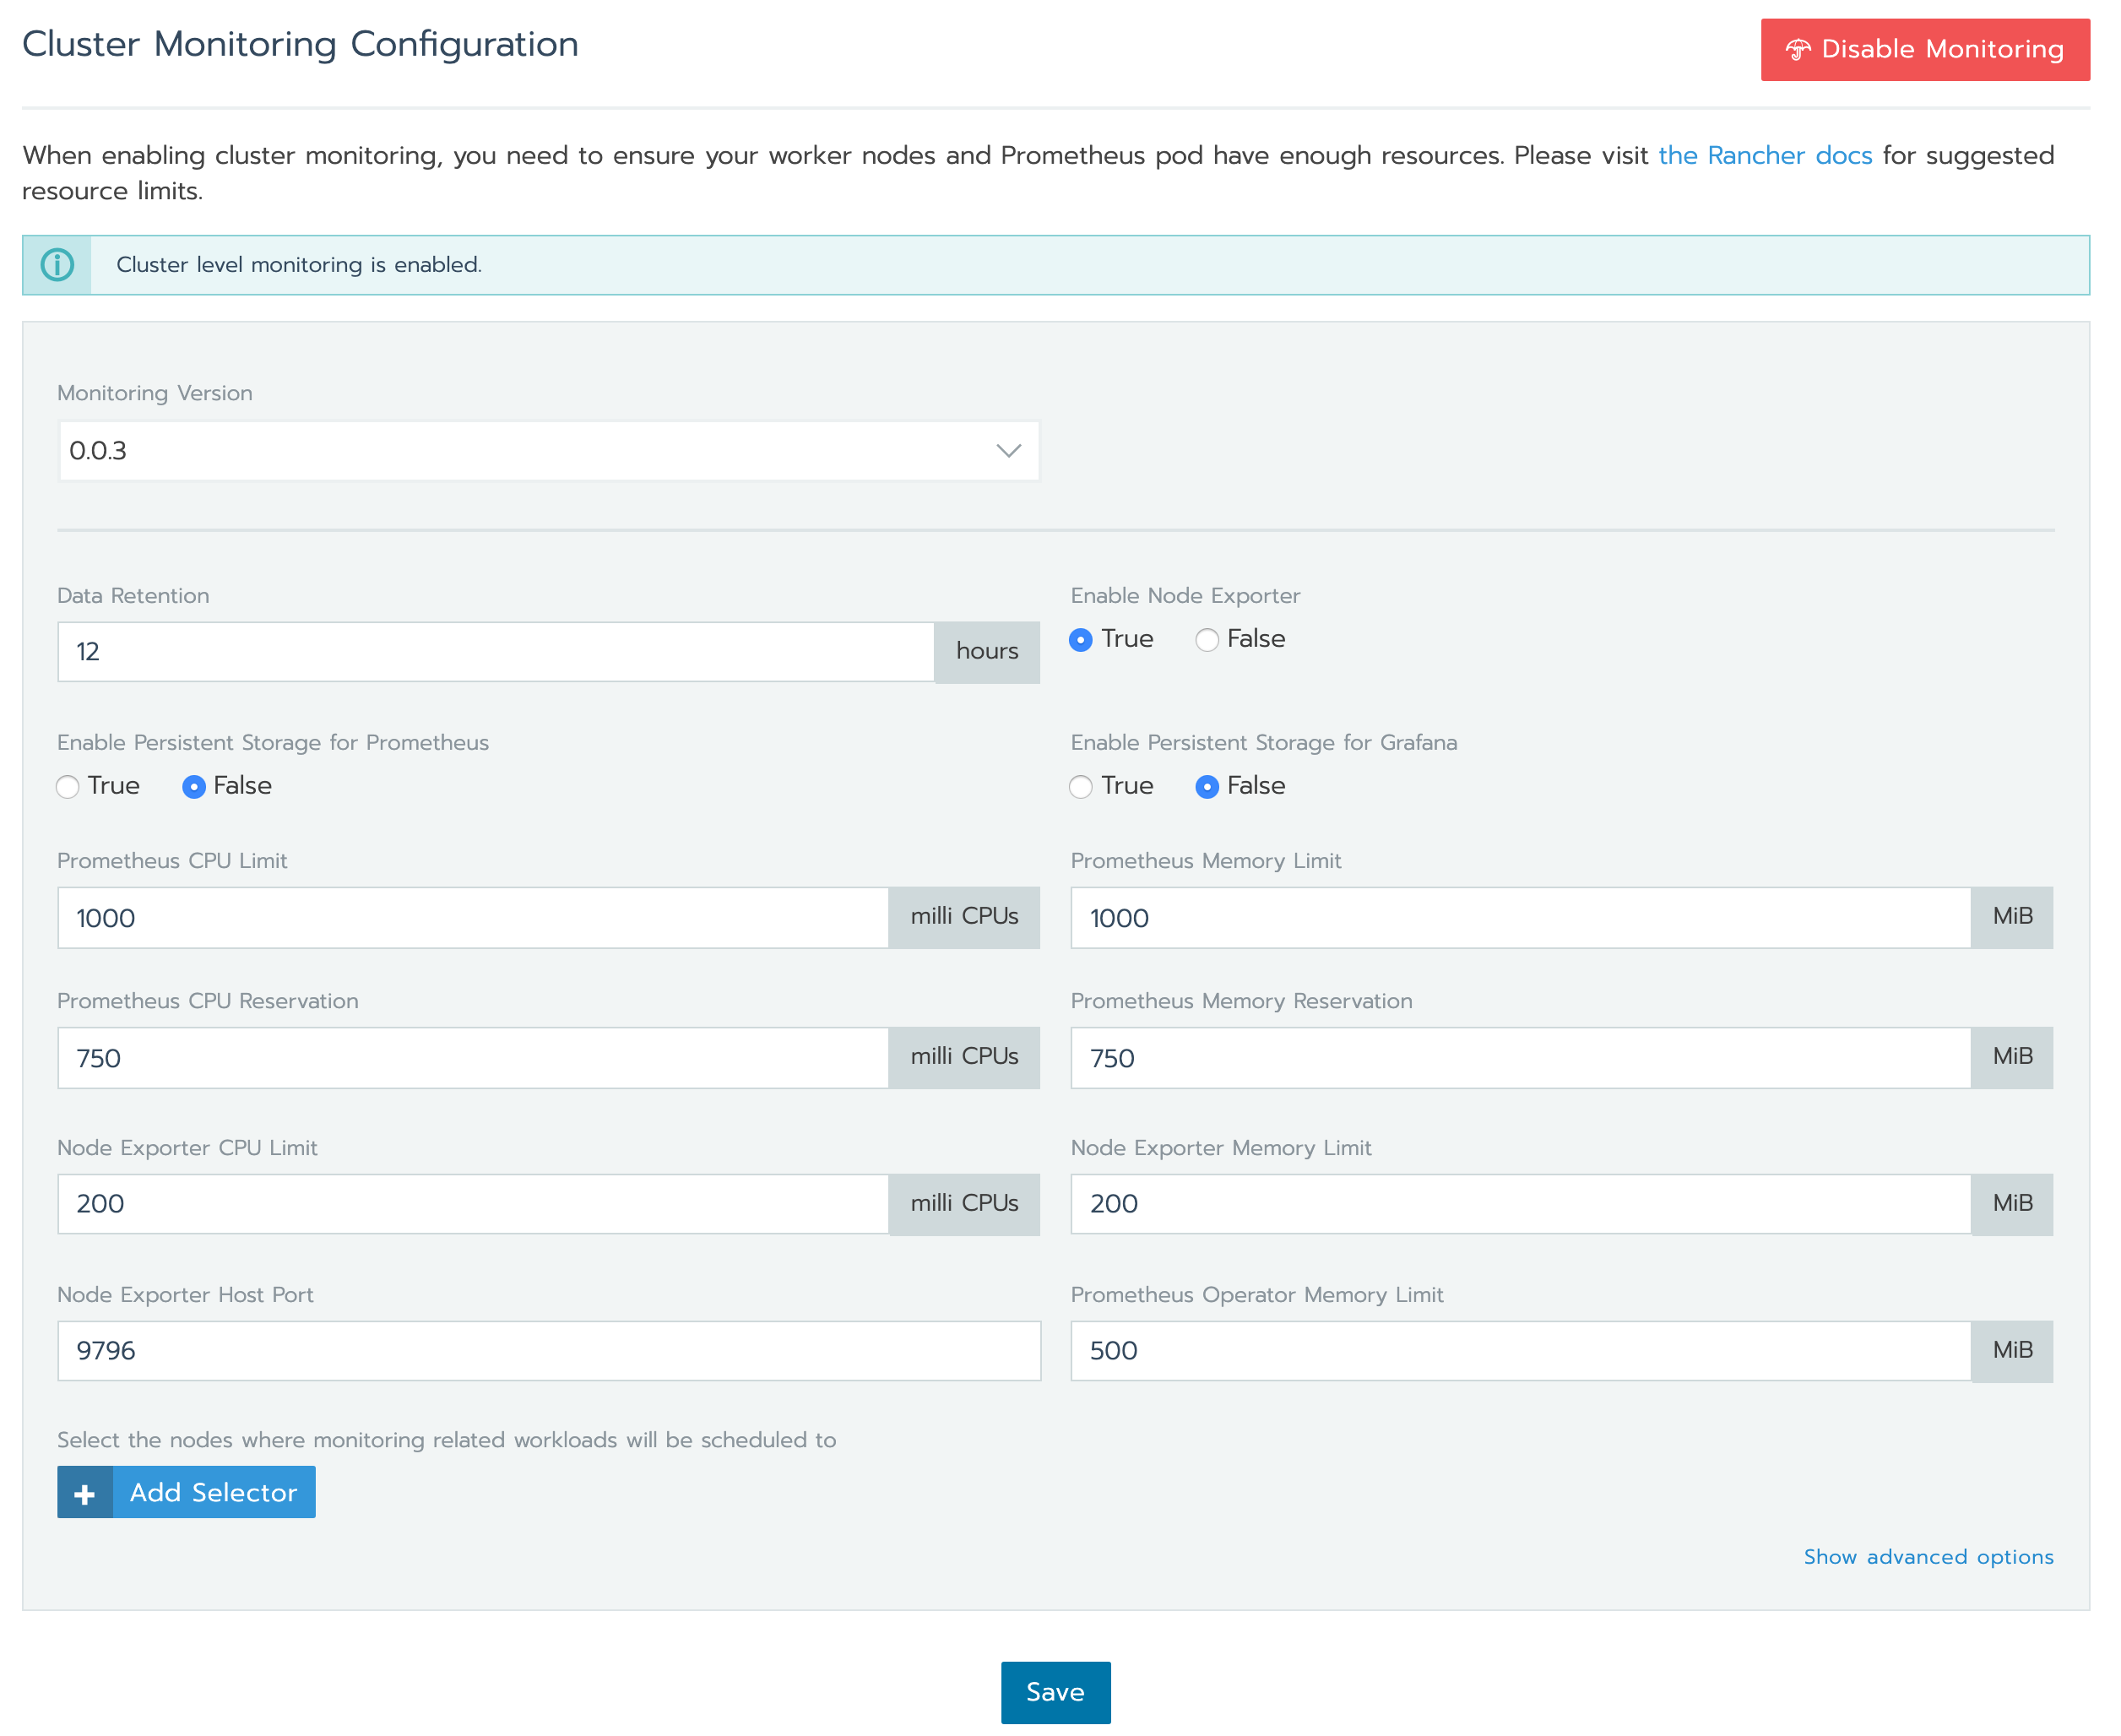 Cluster Monitoring Configuration
Disable Monitoring
When enabling cluster monitoring, you need to ensure your worker nodes and Prometheus pod have enough resources. Please visit the Rancher docs for suggested
resource limits.
Cluster level monitoring is enabled.
Monitoring Version
0.0.3
Data Retention
12 hours
Enable Node Exporter
True False
Enable Persistent Storage for Prometheus
True False
Enable Persistent Storage for Grafana
True False
Prometheus CPU Limit
1000 milli CPUs
Prometheus Memory Limit
1000 MiB
Prometheus CPU Reservation
750 milli CPUs
Prometheus Memory Reservation
750 MiB
Node Exporter CPU Limit
200 milli CPUs
Node Exporter Memory Limit
200 MiB
Node Exporter Host Port
9796
Prometheus Operator Memory Limit
500 MiB
Select the nodes where monitoring related workloads will be scheduled to
Add Selector
Show advanced options
Save